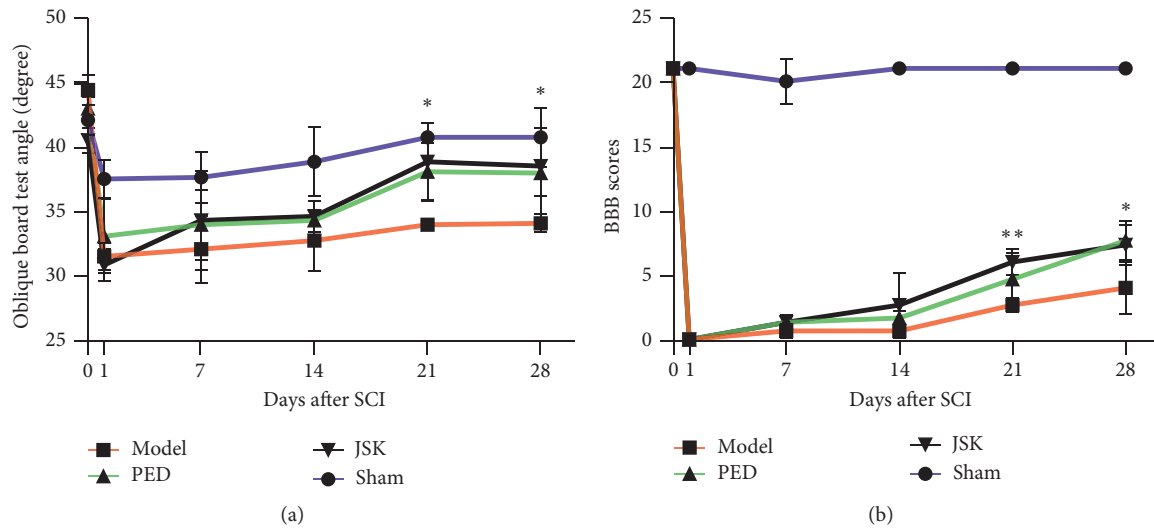 50
45
40
35
30
25
Oblique board test angle (degree)
*
*
0 1 7 14 21 28
Days after SCI
Model
PED
JSK
Sham
(a)
25
20
15
10
5
0
BBB scores
**
*
0 1 7 14 21 28
Days after SCI
Model
PED
JSK
Sham
(b)